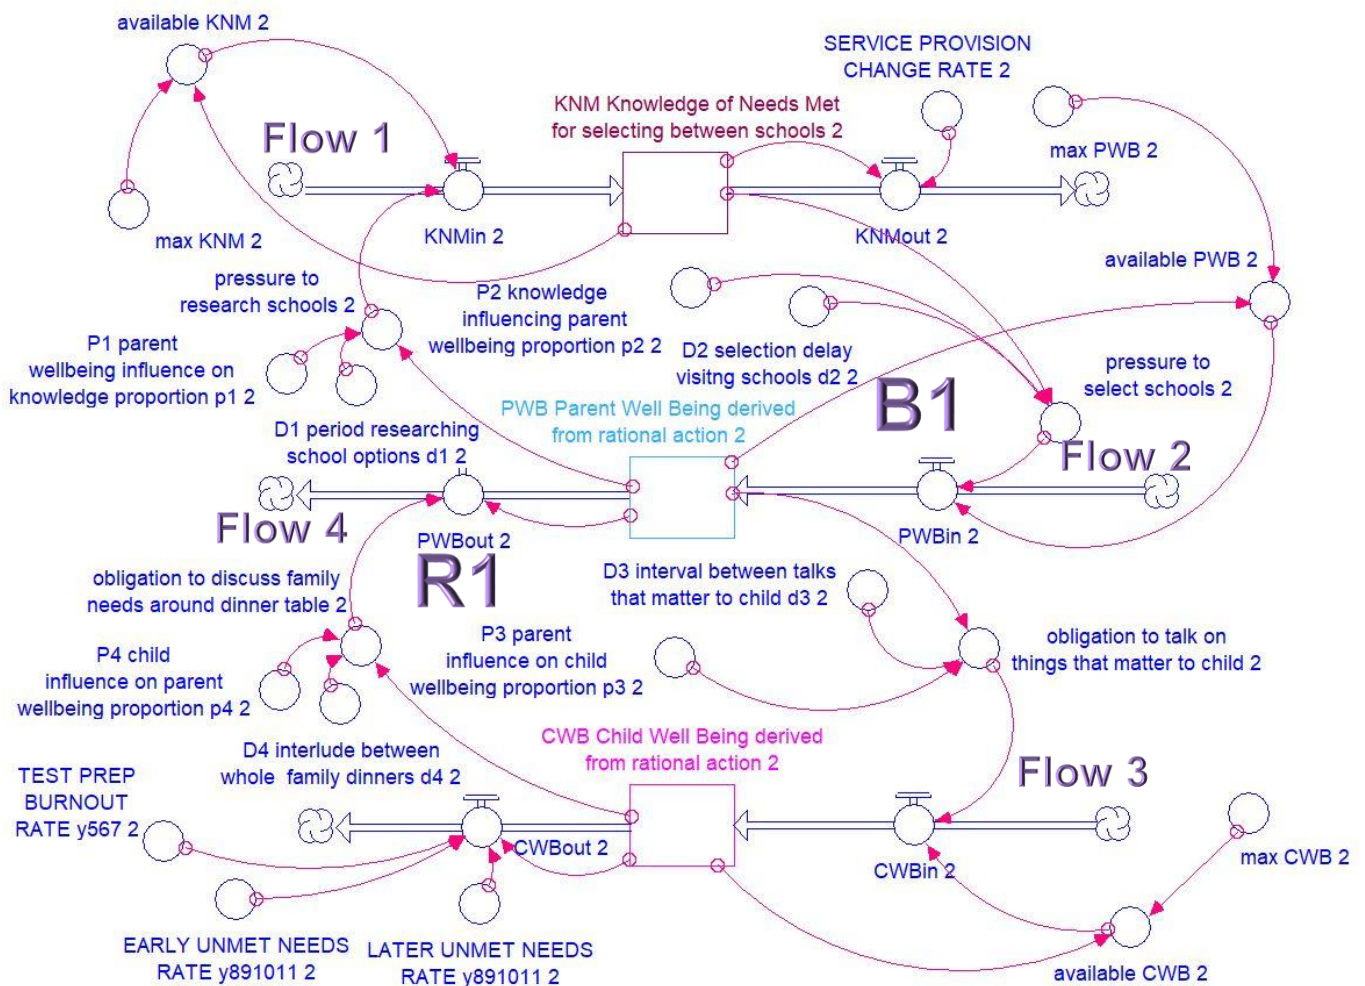 available KNM 2
SERVICE PROVISION
CHANGE RATE 2
KNM Knowledge of Needs Met
for selecting between schools 2
Flow 1
max PWB 2
KNMin 2
KNMout 2
max KNM 2
available PWB 2
pressure to
research schools 2
P2 knowledge
influencing parent
wellbeing proportion p2 2
P1 parent
wellbeing influence on
knowledge proportion p1 2
D2 selection delay
visitng schools d2 2
pressure to
select schools 2
B1
PWB Parent Well Being derived
from rational action 2
D1 period researching
school options d1 2
Flow 2
Flow 4
PWBout 2
PWBin 2
R1
obligation to discuss family
needs around dinner table 2
D3 interval between talks
that matter to child d3 2
P3 parent
influence on child
wellbeing proportion p3 2
obligation to talk on
things that matter to child 2
P4 child
influence on parent
wellbeing proportion p4 2
CWB Child Well Being derived
from rational action 2
D4 interlude between
whole family dinners d4 2
Flow 3
TEST PREP
BURNOUT
RATE y567 2
CWBout 2
CWBin 2
max CWB 2
EARLY UNMET NEEDS
RATE y891011 2
LATER UNMET NEEDS
RATE y891011 2
available CWB 2